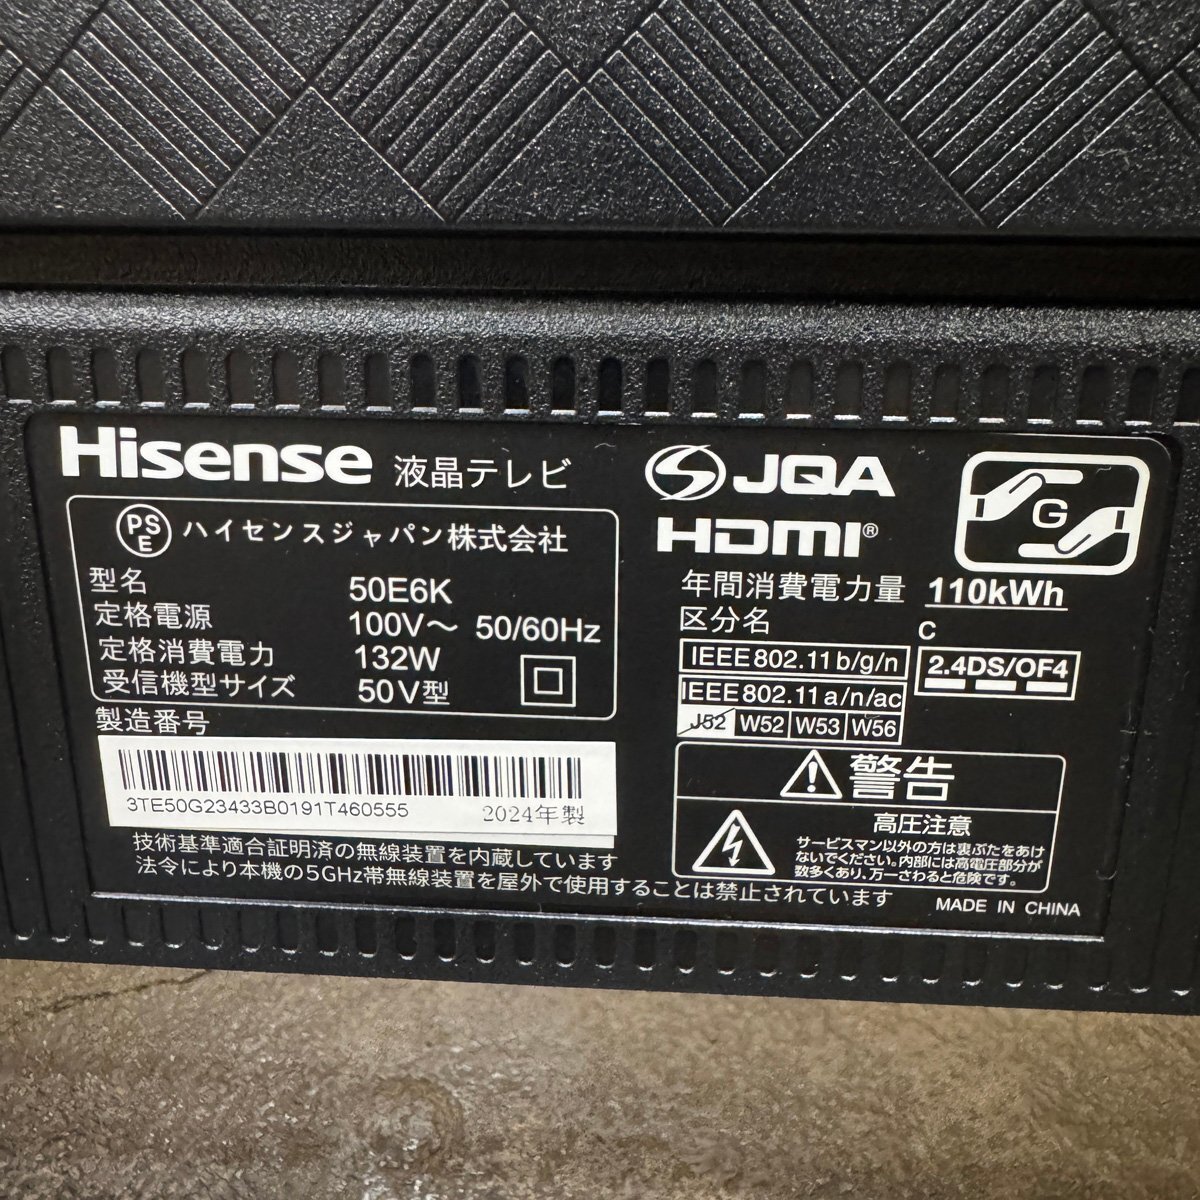 Hisense 液晶テレビ
PSE ハイセンスジャパン株式会社
型名 50E6K
定格電源 100V～ 50/60Hz
定格消費電力 132W
受信機型サイズ 50V型
製造番号
3TE50G23433B0191T460555 2024年製
JQA
HDMI®
G
年間消費電力量 110kWh
区分名 C
IEEE802.11b/g/n
2.4DS/OF4
IEEE802.11a/n/ac
J52 W52 W53 W56
警告
高圧注意
サービスマン以外の方は裏ぶたをあけ
ないでください。内部には高電圧部分が
数多くあり、万一さわると危険です。
技術基準適合証明済の無線装置を内蔵しています
法令により本機の5GHz帯無線装置を屋外で使用することは禁止されています
MADE IN CHINA